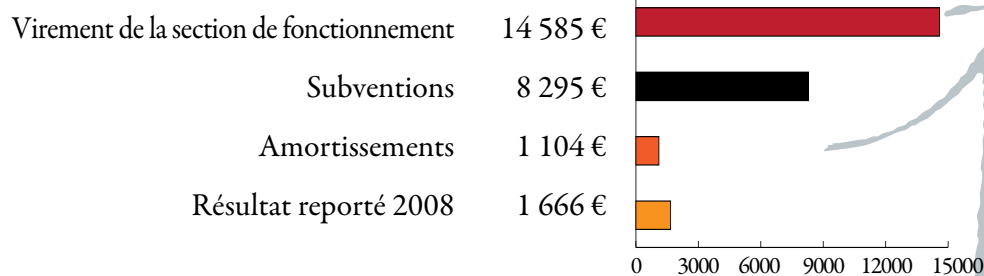 Virement de la section de fonctionnement 14 585 €
Subventions 8 295 €
Amortissements 1 104 €
Résultat reporté 2008 1 666 €
0 3000 6000 9000 12000 15000